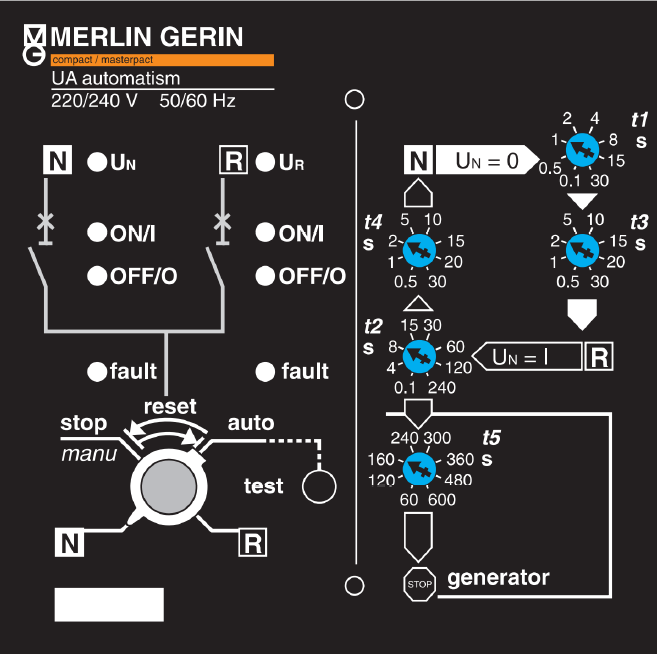 MERLIN GERIN
compact / masterpact
UA automatism
220/240 V 50/60 Hz
N UN R UR
ON/I ON/I
OFF/O OFF/O
fault fault
reset
stop auto
manu
test
N R
N UN = 0
t1
s
0.1 0.5 1 2 4 8 15 30
t4
s
0.5 1 2 5 10 15 20 30
t3
s
0.5 1 2 5 10 15 20 30
t2
s
0.1 4 8 15 30 60 120 240
UN = I R
t5
s
60 120 160 240 300 360 480 600
STOP generator